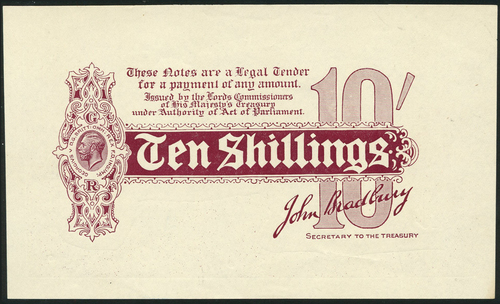 These Notes are a Legal Tender
for a payment of any amount.
Issued by the Lords Commissioners
of His Majesty's Treasury
under Authority of Act of Parliament.
10/
G
R
Ten Shillings
10
John Bradbury
SECRETARY TO THE TREASURY